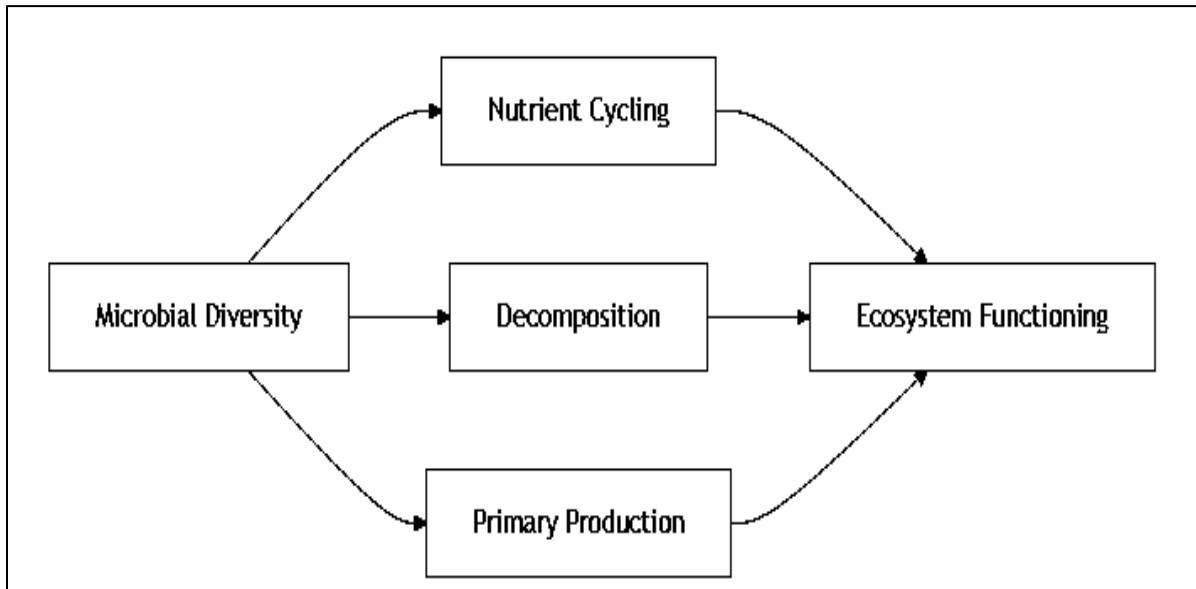 Nutrient Cycling
Microbial Diversity
Decomposition
Ecosystem Functioning
Primary Production